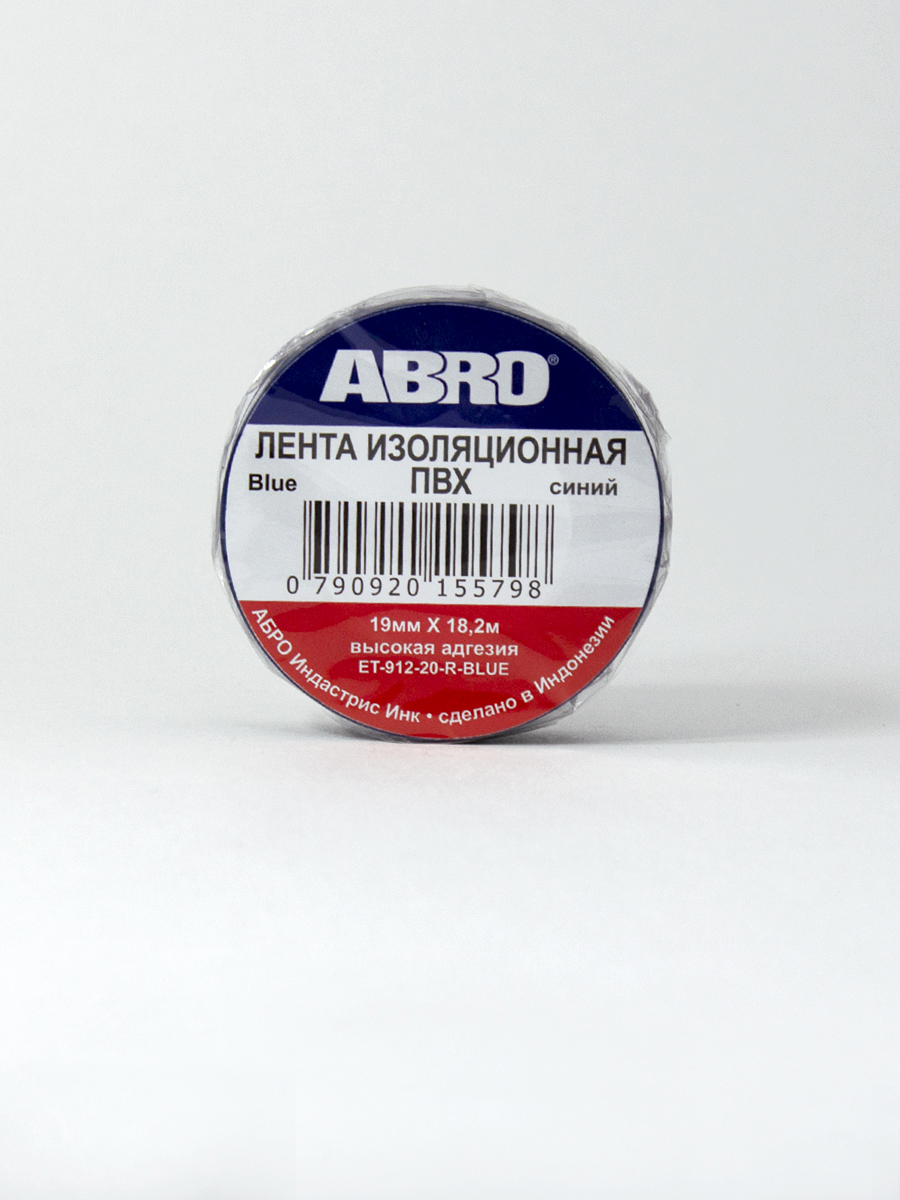 ABRO®
ЛЕНТА ИЗОЛЯЦИОННАЯ
Blue ПВХ синий
0 790920 155798
19мм X 18,2м
высокая адгезия
ET-912-20-R-BLUE
АБРО Индастрис Инк • сделано в Индонезии